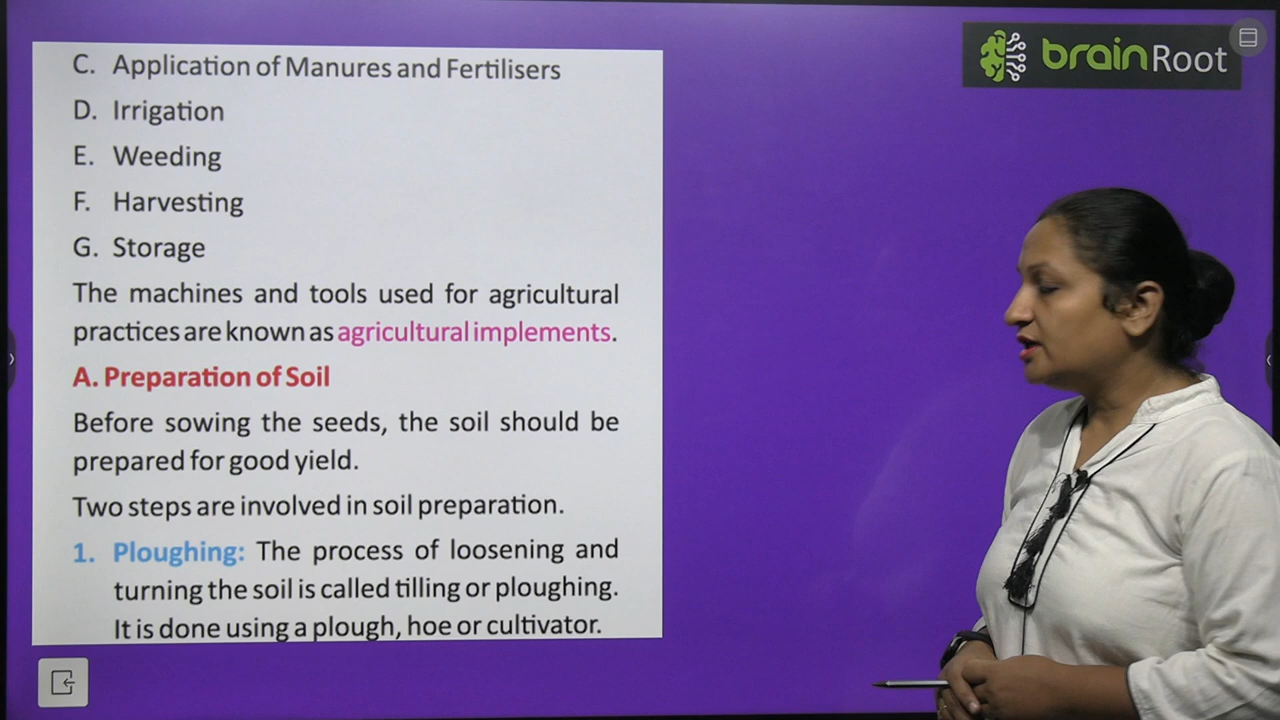 C. Application of Manures and Fertilisers
D. Irrigation
E. Weeding
F. Harvesting
G. Storage
The machines and tools used for agricultural
practices are known as agricultural implements.
A. Preparation of Soil
Before sowing the seeds, the soil should be
prepared for good yield.
Two steps are involved in soil preparation.
1. Ploughing: The process of loosening and
turning the soil is called tilling or ploughing.
It is done using a plough, hoe or cultivator.
brainRoot